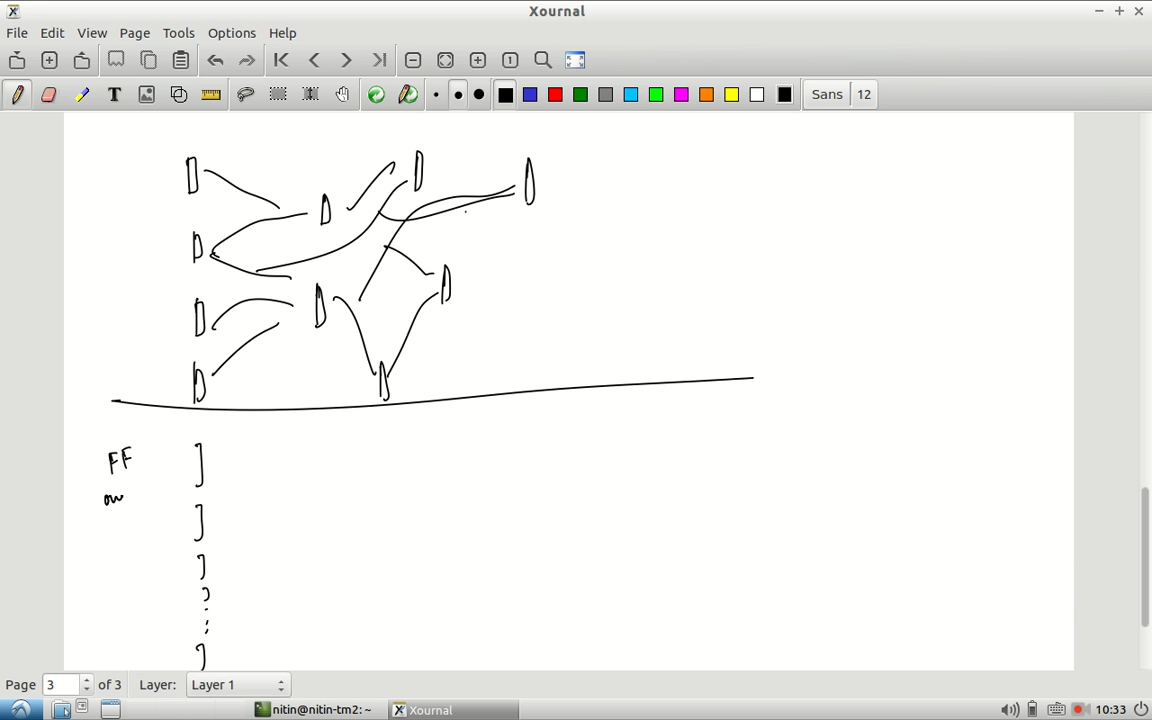 Xournal
File Edit View Page Tools Options Help
Sans 12
D D D
D D
D D D
D D
FF
Page 3 of 3 Layer: Layer 1
nitin@nitin-tm2: ~ Xournal 10:33